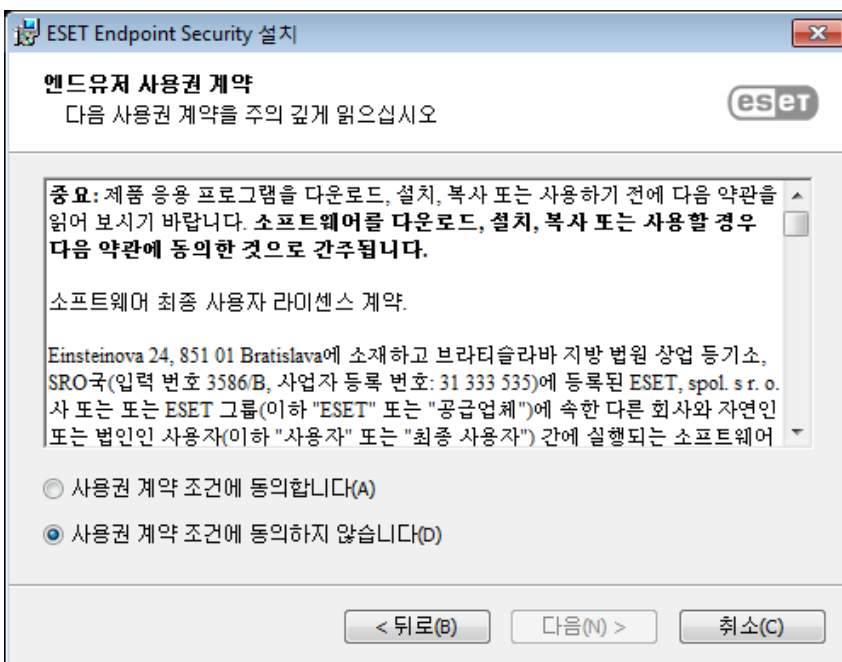 ESET Endpoint Security 설치
엔드유저 사용권 계약
다음 사용권 계약을 주의 깊게 읽으십시오
eset
중요: 제품 응용 프로그램을 다운로드, 설치, 복사 또는 사용하기 전에 다음 약관을
읽어 보시기 바랍니다. 소프트웨어를 다운로드, 설치, 복사 또는 사용할 경우
다음 약관에 동의한 것으로 간주됩니다.
소프트웨어 최종 사용자 라이센스 계약.
Einsteinova 24, 851 01 Bratislava에 소재하고 브라티슬라바 지방 법원 상업 등기소,
SRO국(입력 번호 3586/B, 사업자 등록 번호: 31 333 535)에 등록된 ESET, spol. s r. o.
사 또는 또는 ESET 그룹(이하 "ESET" 또는 "공급업체")에 속한 다른 회사와 자연인
또는 법인인 사용자(이하 "사용자" 또는 "최종 사용자") 간에 실행되는 소프트웨어
사용권 계약 조건에 동의합니다(A)
사용권 계약 조건에 동의하지 않습니다(D)
< 뒤로(B) 다음(N) > 취소(C)